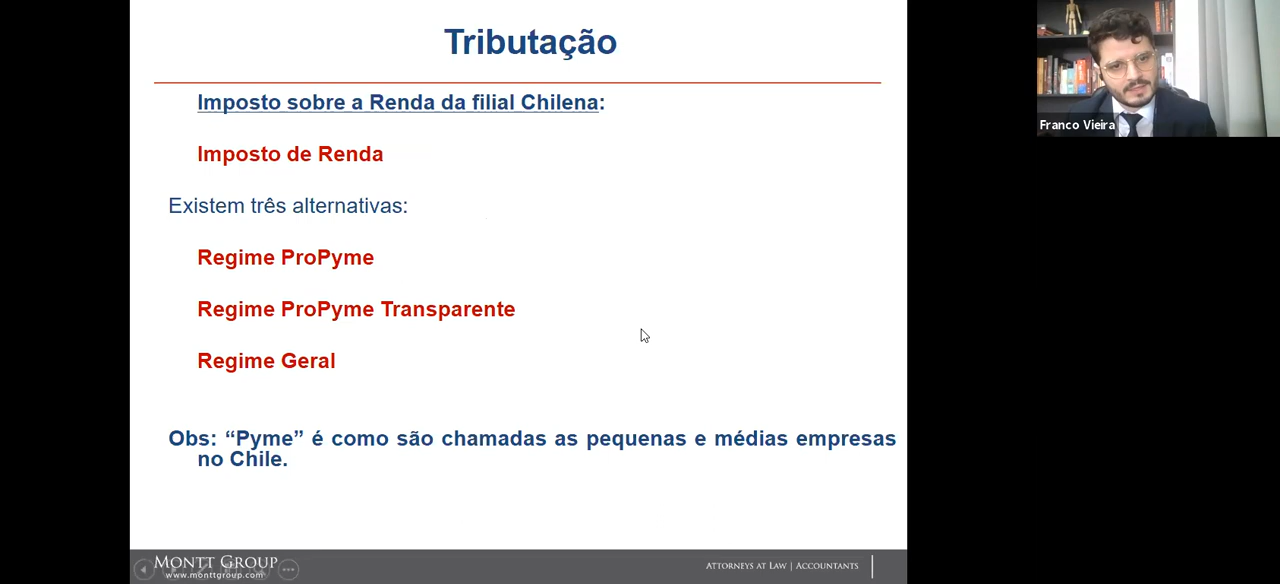 Tributação
Imposto sobre a Renda da filial Chilena:
Imposto de Renda
Existem três alternativas:
Regime ProPyme
Regime ProPyme Transparente
Regime Geral
Obs: “Pyme” é como são chamadas as pequenas e médias empresas
no Chile.
MONTT GROUP
www.monttgroup.com
ATTORNEYS AT LAW | ACCOUNTANTS
Franco Vieira